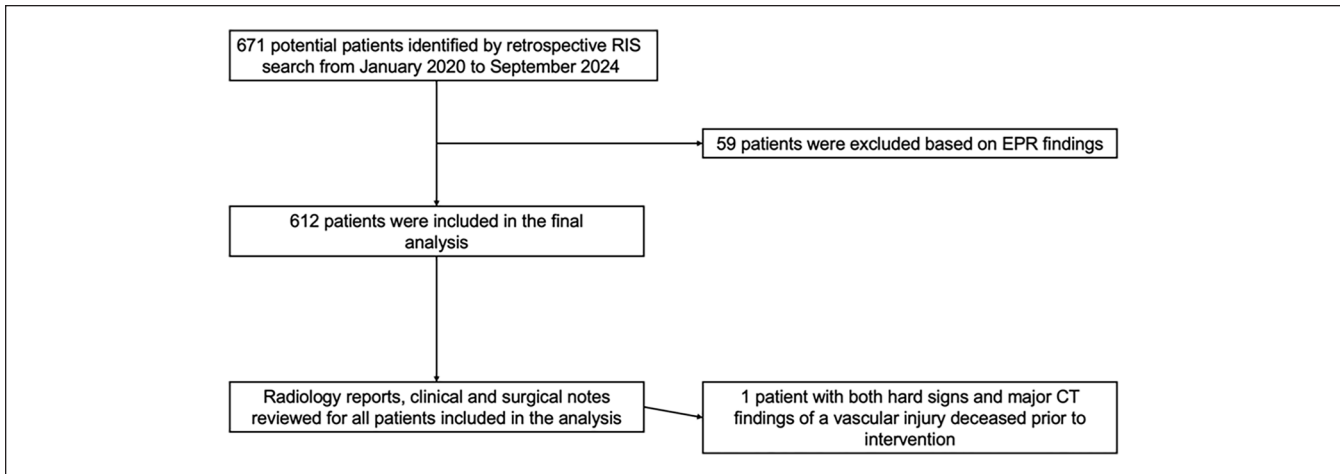 671 potential patients identified by retrospective RIS
search from January 2020 to September 2024
59 patients were excluded based on EPR findings
612 patients were included in the final
analysis
Radiology reports, clinical and surgical notes
reviewed for all patients included in the analysis
1 patient with both hard signs and major CT
findings of a vascular injury deceased prior to
intervention